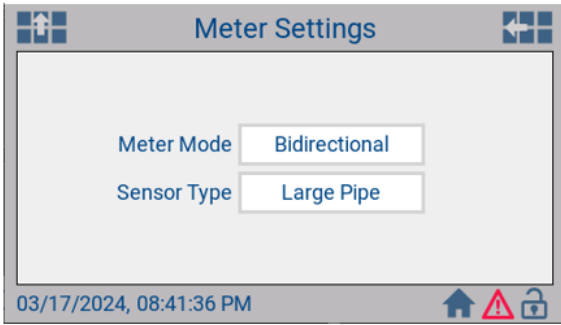 Meter Settings
Meter Mode Bidirectional
Sensor Type Large Pipe
03/17/2024, 08:41:36 PM